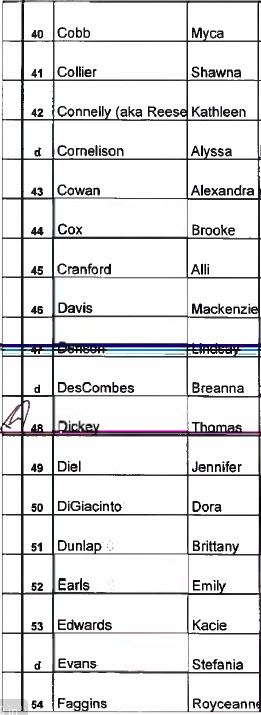 40 Cobb Myca
41 Collier Shawna
42 Connelly (aka Reese Kathleen
d Cornelison Alyssa
43 Cowan Alexandra
44 Cox Brooke
45 Cranford Alli
46 Davis Mackenzie
47 Denson Lindsay
d DesCombes Breanna
48 Dickey Thomas
49 Diel Jennifer
50 DiGiacinto Dora
51 Dunlap Brittany
52 Earls Emily
53 Edwards Kacie
d Evans Stefania
54 Faggins Royceanne